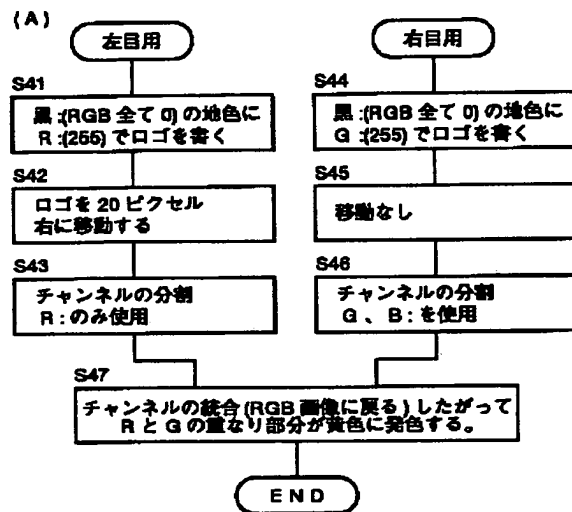 (A)
左目用
S41
黒:(RGB 全て 0) の地色に
R :(255) でロゴを書く
S42
ロゴを 20 ピクセル
右に移動する
S43
チャンネルの分割
R : のみ使用
右目用
S44
黒:(RGB 全て 0) の地色に
G :(255) でロゴを書く
S45
移動なし
S46
チャンネルの分割
G 、 B : を使用
S47
チャンネルの統合 (RGB 画像に戻る ) したがって
R と G の重なり部分が黄色に発色する。
END